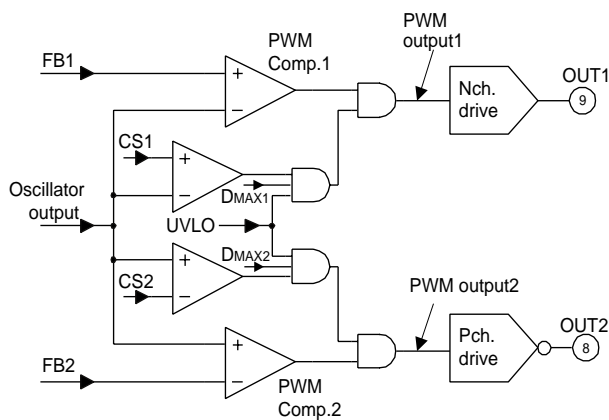 PWM
output1
PWM
Comp.1
FB1
OUT1
+
−
Nch.
drive
9
CS1
+
−
DMAX1
Oscillator
output
UVLO
DMAX2
+
−
CS2
PWM output2
OUT2
+
−
Pch.
drive
8
FB2
PWM
Comp.2